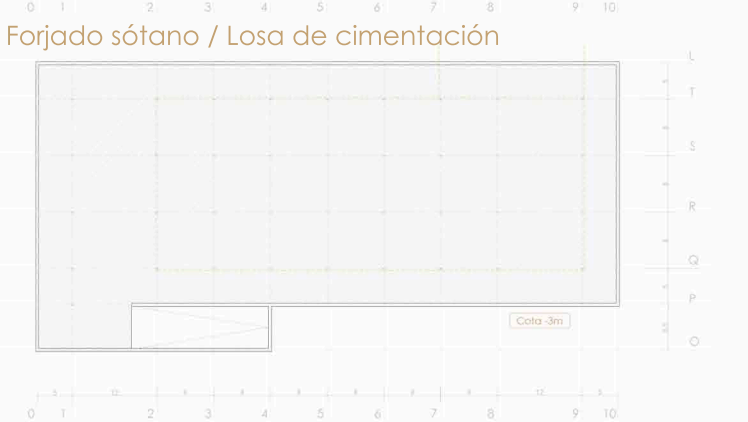 0 1 2 3 4 5 6 7 8 9 10
Forjado sótano / Losa de cimentación
L
T
S
R
Q
P
Cota -3m
O
5 12 8 8 8 8 8 12 5
0 1 2 3 4 5 6 7 8 9 10